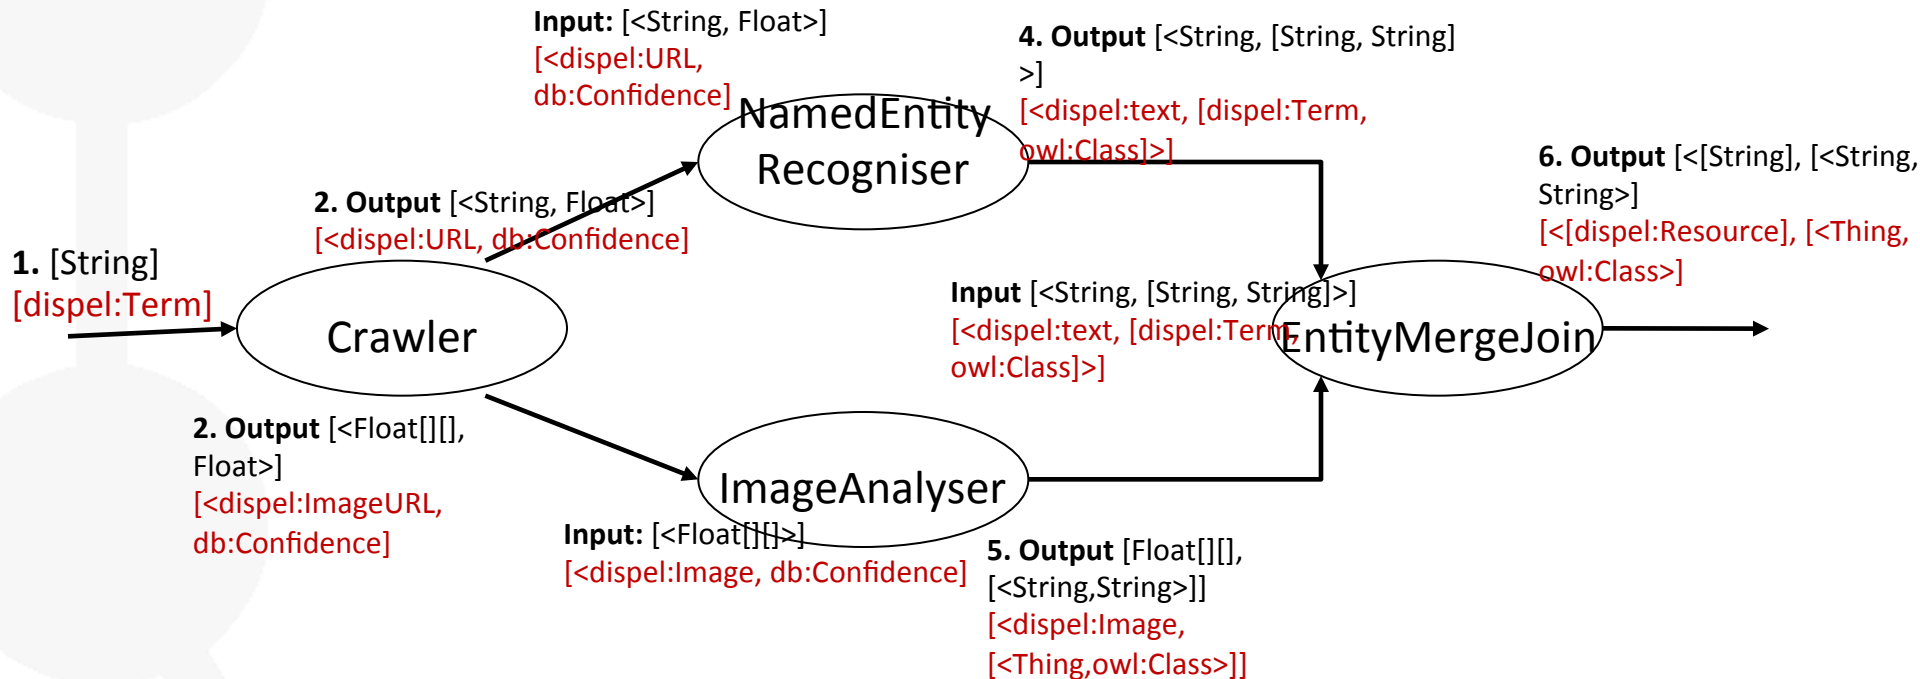 Input: [<String, Float>]
[<dispel:URL,
db:Confidence]
4. Output [<String, [String, String]
>]
[<dispel:text, [dispel:Term,
owl:Class]>]
NamedEntity
Recogniser
6. Output [<[String], [<String,
String>]
[<[dispel:Resource], [<Thing,
owl:Class>]
2. Output [<String, Float>]
[<dispel:URL, db:Confidence]
1. [String]
[dispel:Term]
Crawler
Input [<String, [String, String]>]
[<dispel:text, [dispel:Term,
owl:Class]>]
EntityMergeJoin
2. Output [<Float[][],
Float>]
[<dispel:ImageURL,
db:Confidence]
ImageAnalyser
Input: [<Float[][]>]
[<dispel:Image, db:Confidence]
5. Output [Float[][],
[<String,String>]]
[<dispel:Image,
[<Thing,owl:Class>]]